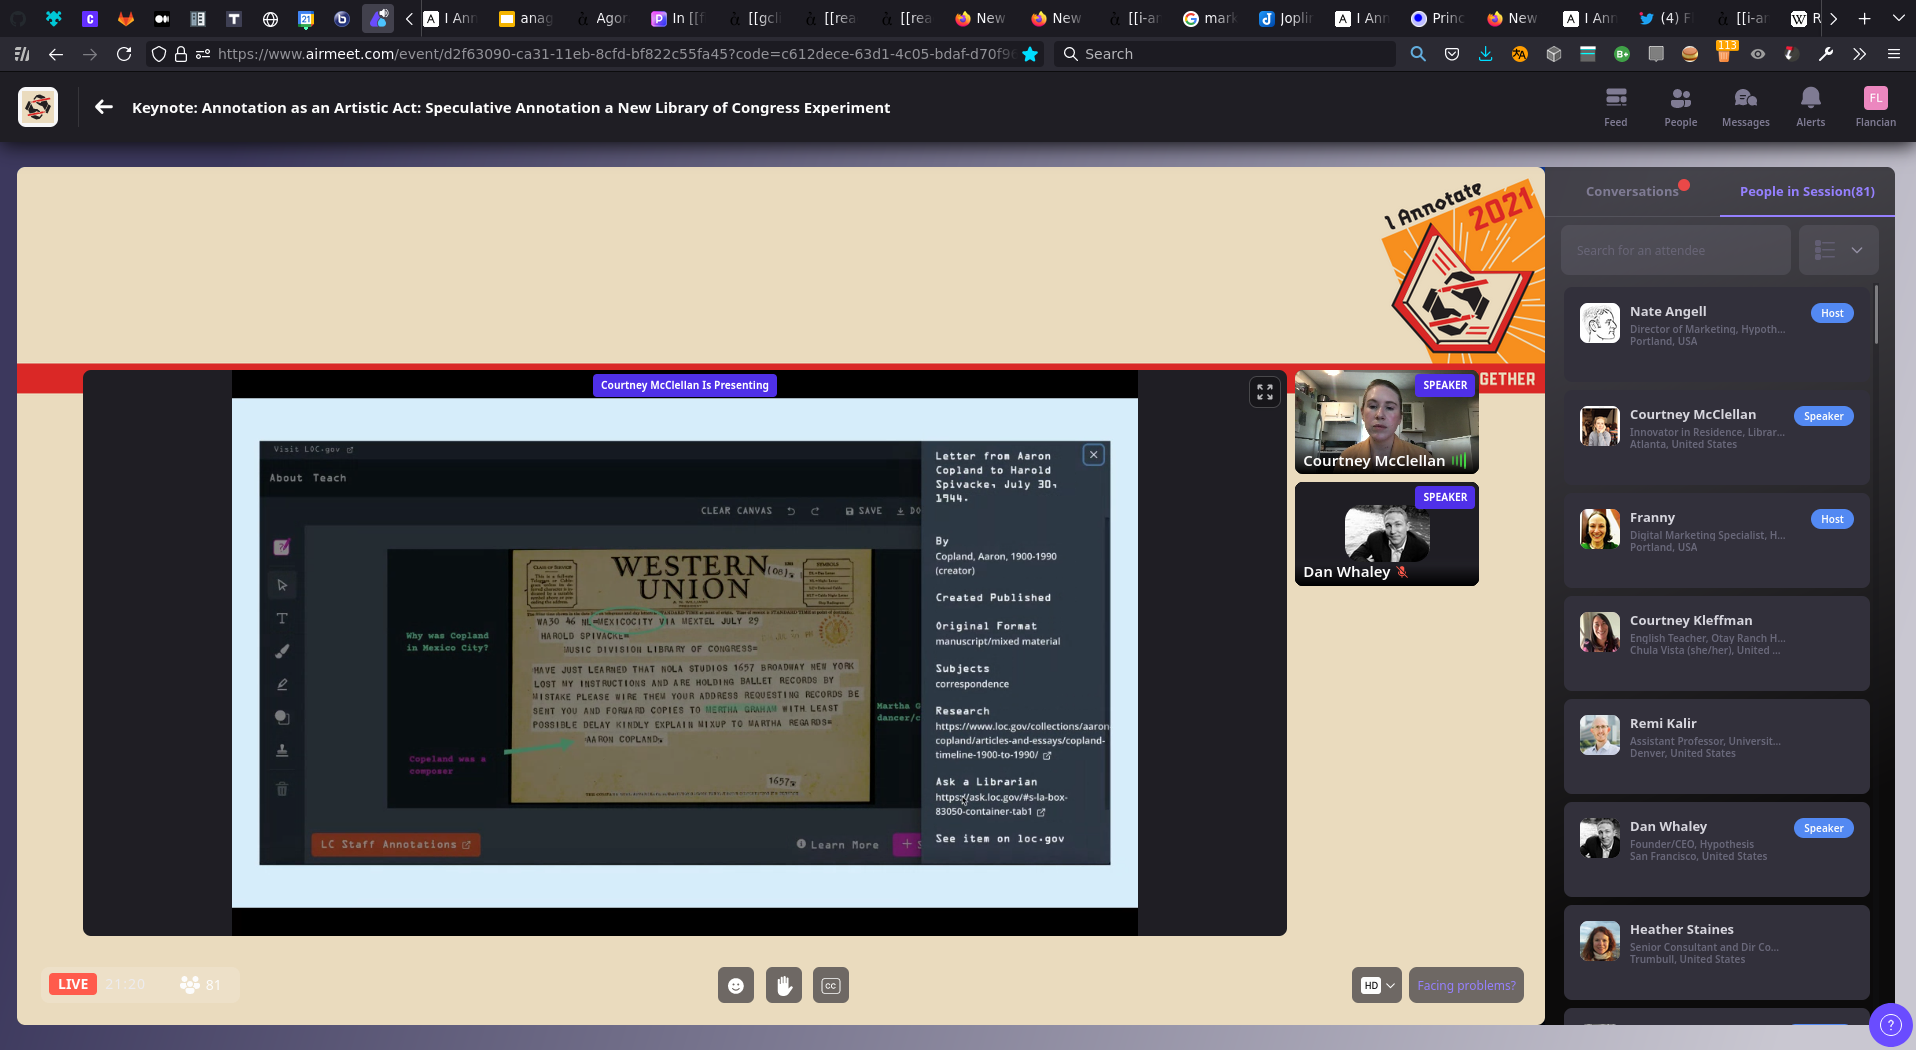 I Ann
anag
Agor
In [[f
[[gcli
[[rea
[[rea
New
New
[[i-ar
mark
Joplin
I Ann
Princ
New
I Ann
(4) F
[[i-ar
https://www.airmeet.com/event/d2f63090-ca31-11eb-8cfd-bf822c55fa45?code=c612dece-63d1-4c05-bdaf-d70f9
Search
113
Keynote: Annotation as an Artistic Act: Speculative Annotation a New Library of Congress Experiment
Feed
People
Messages
Alerts
FL
Flancian
I Annotate
2021
GETHER
Courtney McClellan Is Presenting
Visit LOC.gov
About Teach
CLEAR CANVAS
SAVE
DO
WESTERN
UNION
CLASS OF SERVICE
SYMBOLS
(08)
WA30 46 NL=MEXICOCITY VIA MEXTEL JULY 29
HAROLD SPIVACKE=
MUSIC DIVISION LIBRARY OF CONGRESS=
HAVE JUST LEARNED THAT NOLA STUDIOS 1657 BROADWAY NEW YORK
LOST MY INSTRUCTIONS AND ARE HOLDING BALLET RECORDS BY
MISTAKE PLEASE WIRE THEM YOUR ADDRESS REQUESTING RECORDS BE
SENT YOU AND FORWARD COPIES TO MERTHA GRAHAM WITH LEAST
POSSIBLE DELAY KINDLY EXPLAIN MIXUP TO MARTHA REGARDS=
AARON COPLAND.
1657.
Why was Copland
in Mexico City?
Martha G
dancer/c
Copeland was a
composer
LC Staff Annotations
Learn More
+ S
Letter from Aaron
Copland to Harold
Spivacke, July 30,
1944.
By
Copland, Aaron, 1900-1990
(creator)
Created Published
Original Format
manuscript/mixed material
Subjects
correspondence
Research
https://www.loc.gov/collections/aaron-
copland/articles-and-essays/copland-
timeline-1900-to-1990/
Ask a Librarian
https://ask.loc.gov/#s-la-box-
83050-container-tab1
See item on loc.gov
SPEAKER
Courtney McClellan
SPEAKER
Dan Whaley
LIVE
21:20
81
CC
HD
Facing problems?
Conversations
People in Session(81)
Search for an attendee
Nate Angell
Host
Director of Marketing, Hypoth...
Portland, USA
Courtney McClellan
Speaker
Innovator in Residence, Librar...
Atlanta, United States
Franny
Host
Digital Marketing Specialist, H...
Portland, USA
Courtney Kleffman
English Teacher, Otay Ranch H...
Chula Vista (she/her), United ...
Remi Kalir
Assistant Professor, Universit...
Denver, United States
Dan Whaley
Speaker
Founder/CEO, Hypothesis
San Francisco, United States
Heather Staines
Senior Consultant and Dir Co...
Trumbull, United States